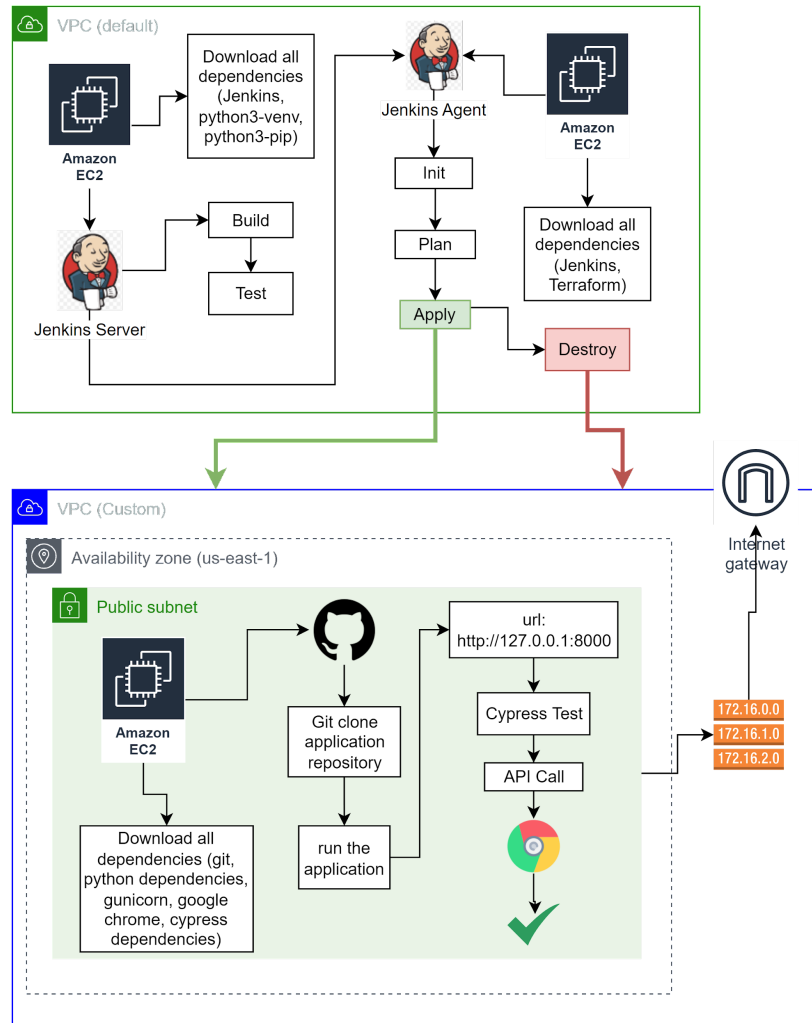 VPC (default)
Download all
dependencies
(Jenkins,
python3-venv,
python3-pip)
Amazon
EC2
Build
Test
Jenkins Server
Jenkins Agent
Init
Plan
Apply
Destroy
Amazon
EC2
Download all
dependencies
(Jenkins,
Terraform)
VPC (Custom)
Availability zone (us-east-1)
Public subnet
Amazon
EC2
Download all
dependencies (git,
python dependencies,
gunicorn, google
chrome, cypress
dependencies)
Git clone
application
repository
run the
application
url:
http://127.0.0.1:8000
Cypress Test
API Call
Internet
gateway
172.16.0.0
172.16.1.0
172.16.2.0